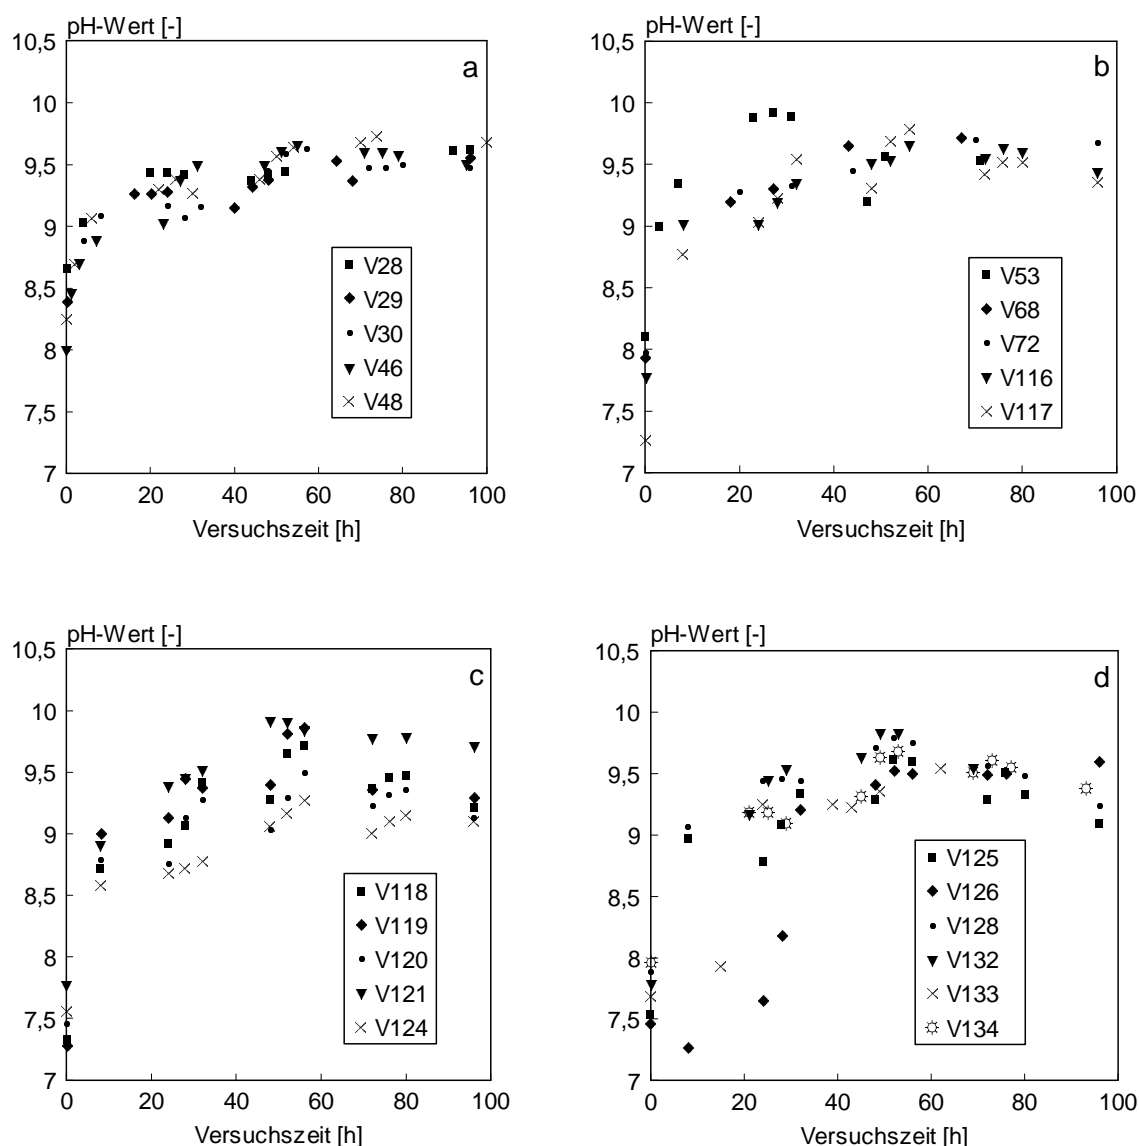 pH-Wert [-]
10,5
a
10
9,5
9
8,5
8
7,5
7
V28
V29
V30
V46
V48
0 20 40 60 80 100
Versuchszeit [h]
pH-Wert [-]
10,5
b
10
9,5
9
8,5
8
7,5
7
V53
V68
V72
V116
V117
0 20 40 60 80 100
Versuchszeit [h]
pH-Wert [-]
10,5
c
10
9,5
9
8,5
8
7,5
7
V118
V119
V120
V121
V124
0 20 40 60 80 100
Versuchszeit [h]
pH-Wert [-]
10,5
d
10
9,5
9
8,5
8
7,5
7
V125
V126
V128
V132
V133
V134
0 20 40 60 80 100
Versuchszeit [h]